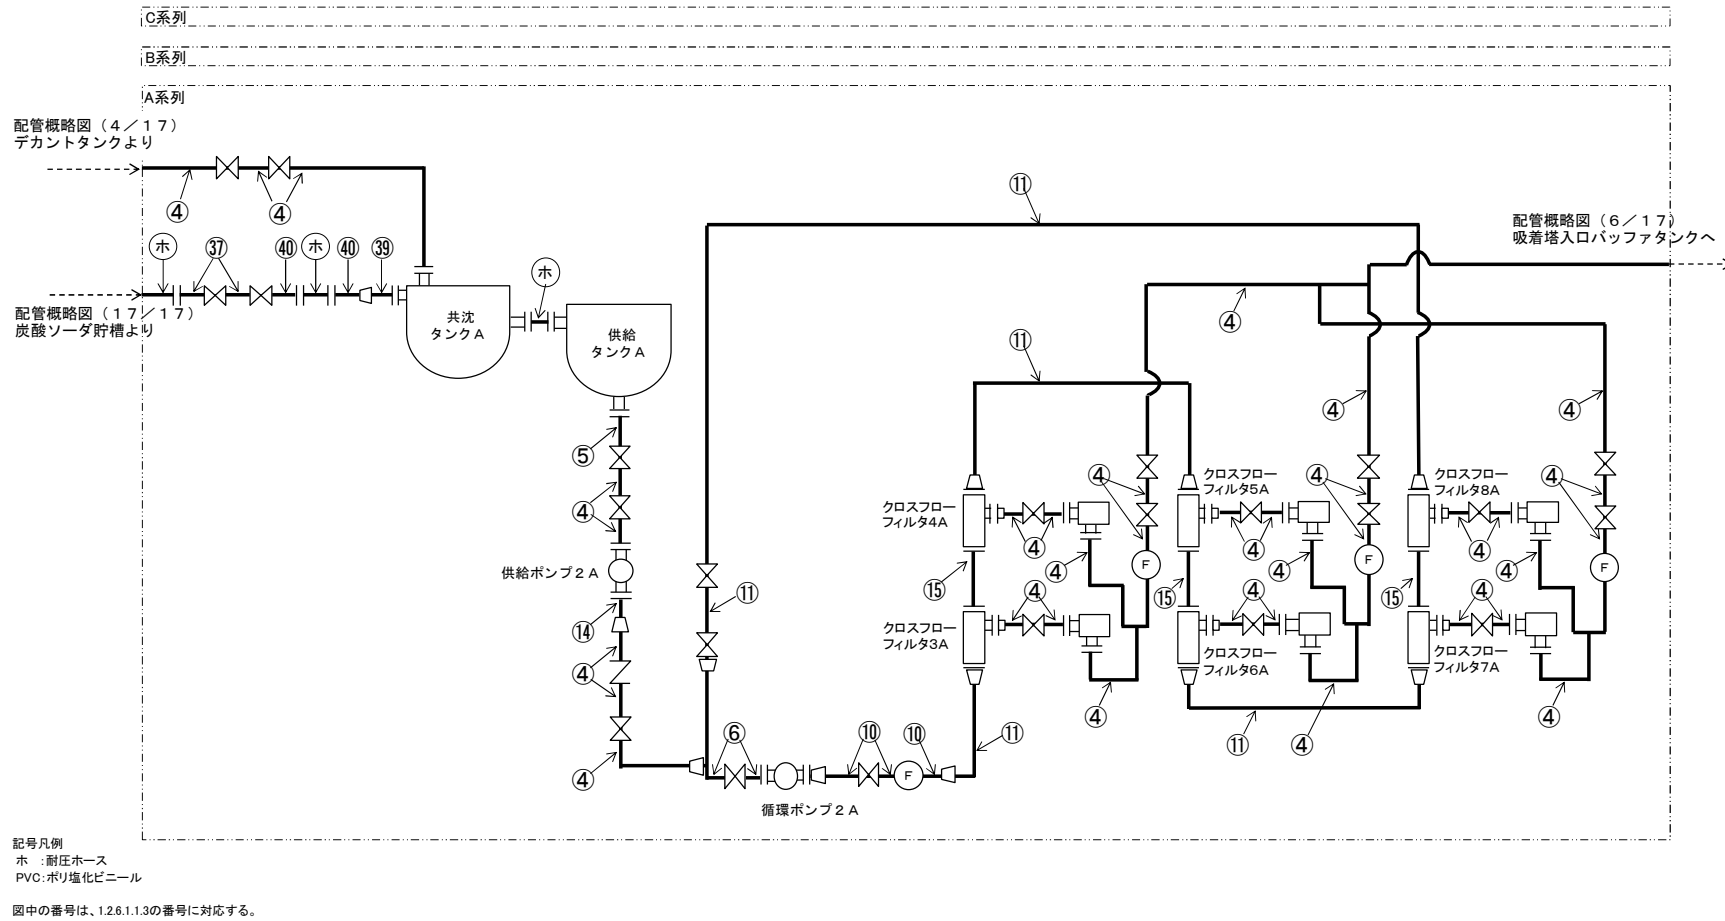 C系列
B系列
A系列
配管概略図(4/17)
デカントタンクより
④
④
ホ
㊲
㊵
ホ
㊵
㊴
配管概略図(17/17)
炭酸ソーダ貯槽より
共沈
タンクA
ホ
供給
タンクA
⑪
配管概略図(6/17)
吸着塔入口バッファタンクへ
④
⑪
④
④
⑤
④
供給ポンプ2A
⑭
④
④
⑪
⑥
循環ポンプ2A
⑩
F
⑩
⑪
クロスフロー
フィルタ4A
④
④
④
F
⑮
クロスフロー
フィルタ3A
④
④
クロスフロー
フィルタ5A
④
④
④
F
⑮
④
クロスフロー
フィルタ6A
⑪
④
クロスフロー
フィルタ8A
④
④
④
F
⑮
④
クロスフロー
フィルタ7A
④
記号凡例
ホ :耐圧ホース
PVC:ポリ塩化ビニール
図中の番号は、1.2.6.1.1.3の番号に対応する。